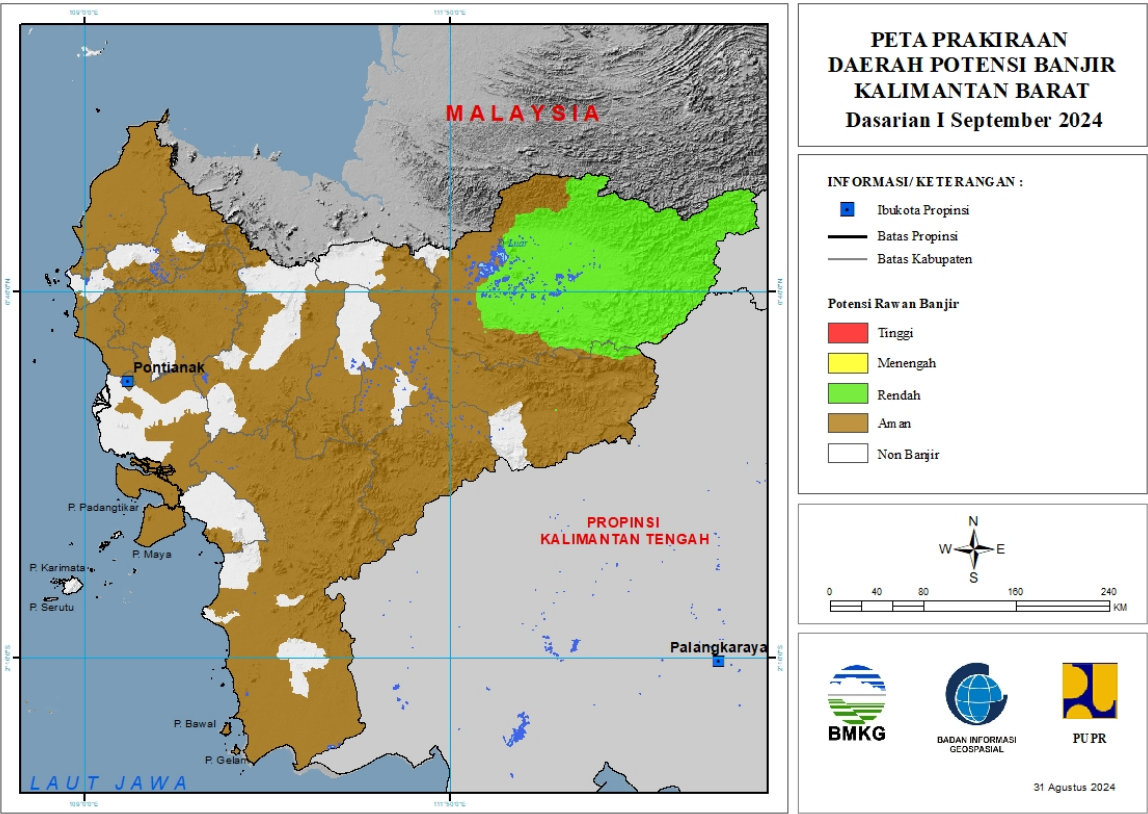 PETA PRAKIRAAN
DAERAH POTENSI BANJIR
KALIMANTAN BARAT
Dasarian I September 2024
INFORMASI/ KETERANGAN :
Ibukota Propinsi
Batas Propinsi
Batas Kabupaten
Potensi Rawan Banjir
Tinggi
Menengah
Rendah
Aman
Non Banjir
N
W E
S
0 40 80 160 240
KM
BMKG
BADAN INFORMASI
GEOSPASIAL
PUPR
31 Agustus 2024
MALAYSIA
Pontianak
P. Padangtikar
P. Maya
P. Karimata
P. Serutu
PROPINSI
KALIMANTAN TENGAH
Palangkaraya
P. Bawal
P. Gelam
LAUT JAWA